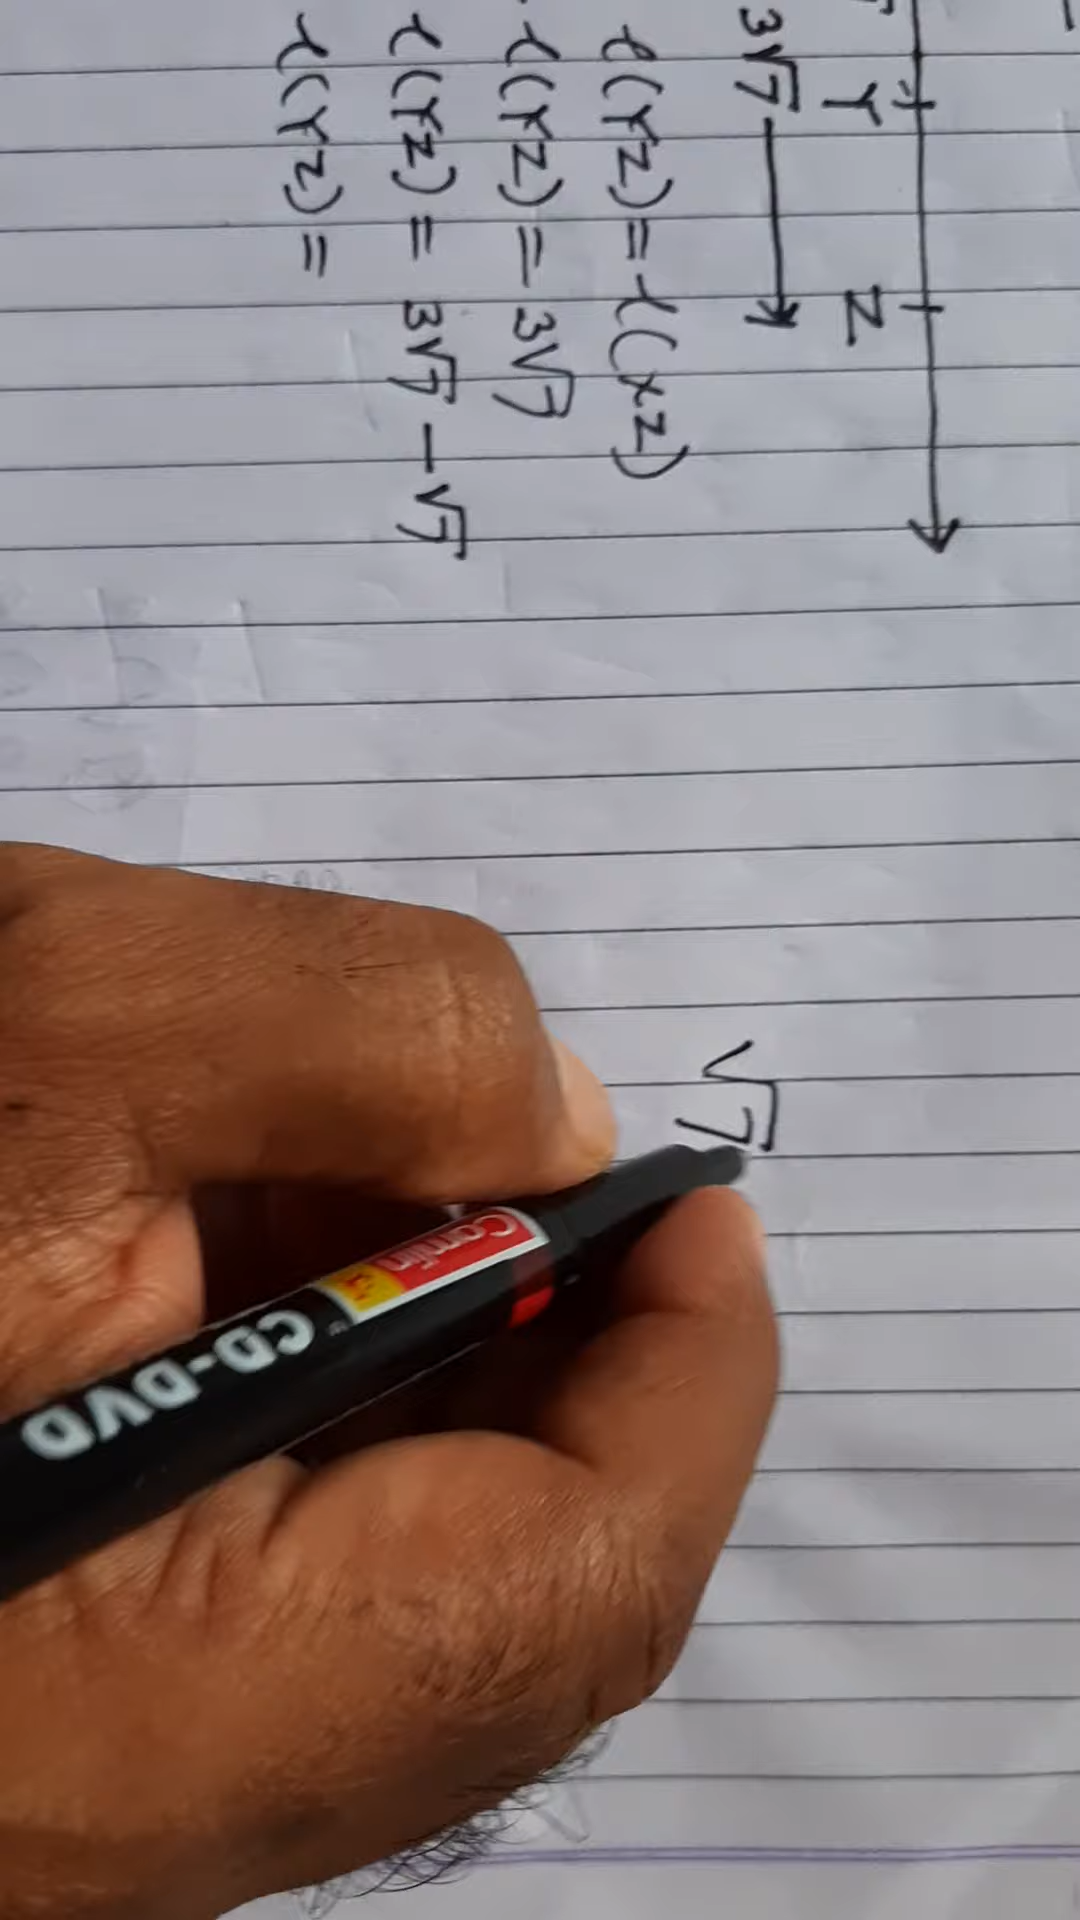 Y Z
3√7
l(YZ) = l(XZ)
l(YZ) = 3√7
l(YZ) = 3√7 - √7
l(YZ) =
√7
Camlin
CD-DVD